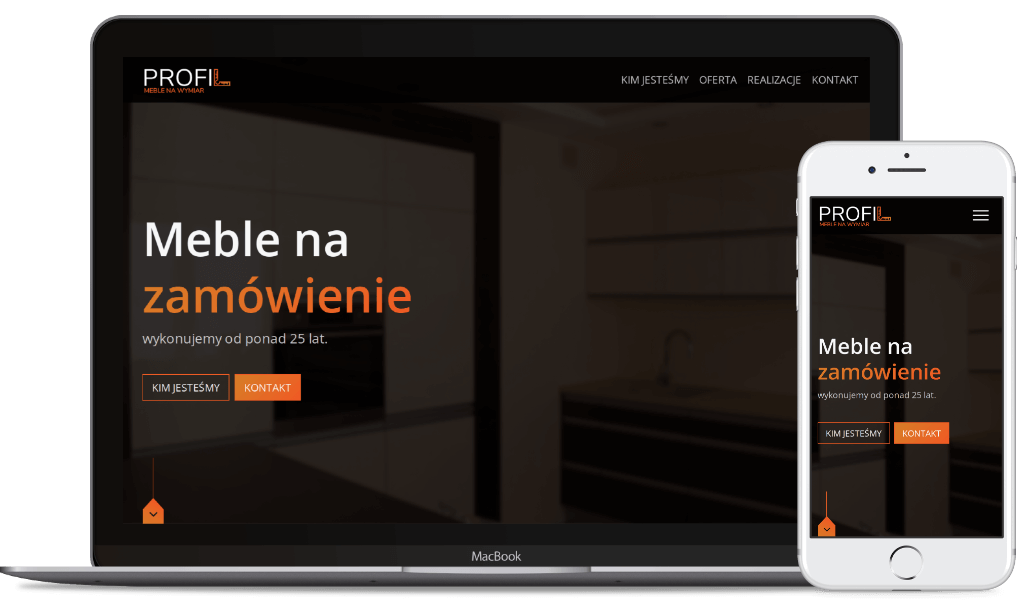 PROFIL
MEBLE NA WYMIAR
KIM JESTEŚMY OFERTA REALIZACJE KONTAKT
Meble na
zamówienie
wykonujemy od ponad 25 lat.
KIM JESTEŚMY KONTAKT
MacBook
PROFIL
MEBLE NA WYMIAR
Meble na
zamówienie
wykonujemy od ponad 25 lat.
KIM JESTEŚMY KONTAKT